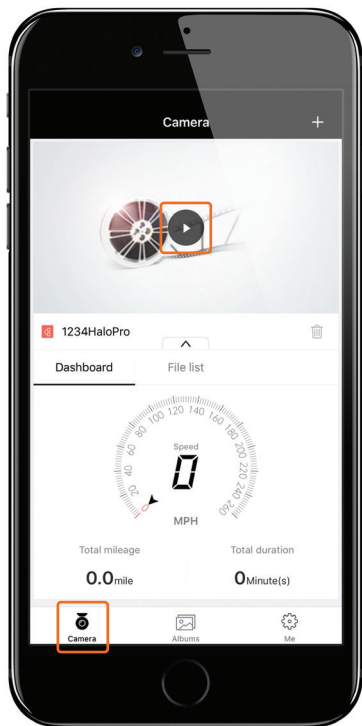 Camera +
1234HaloPro
Dashboard File list
0 20 40 60 80 100 120 140 160 180 200 220 240 260
Speed
0
MPH
Total mileage Total duration
0.0mile 0Minute(s)
Camera Albums Me